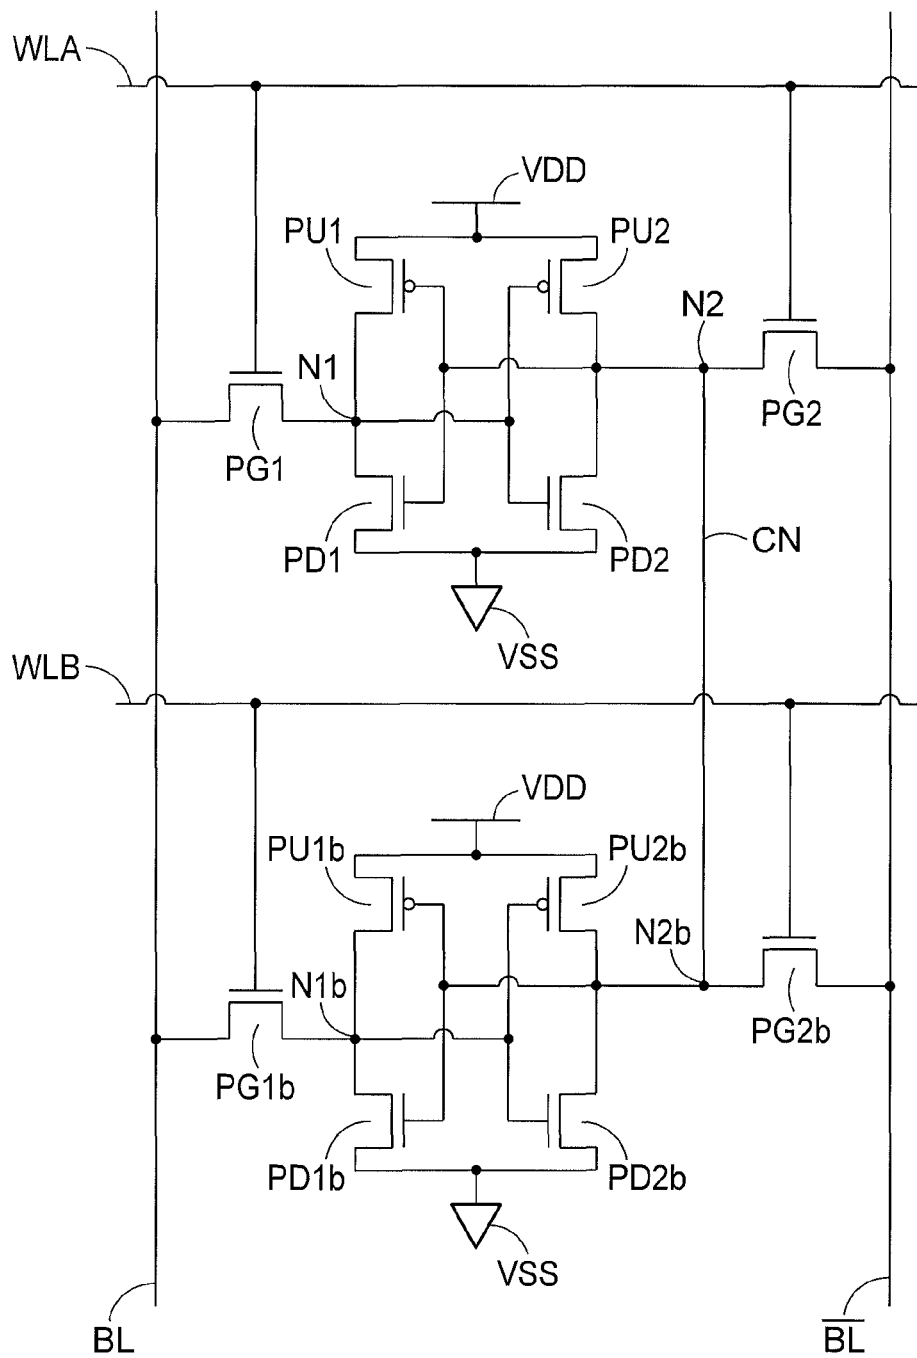 WLA
VDD
PU1
PU2
N2
N1
PG2
PG1
CN
PD1
PD2
VSS
WLB
VDD
PU1b
PU2b
N2b
N1b
PG2b
PG1b
PD1b
PD2b
VSS
BL
B̅L̅